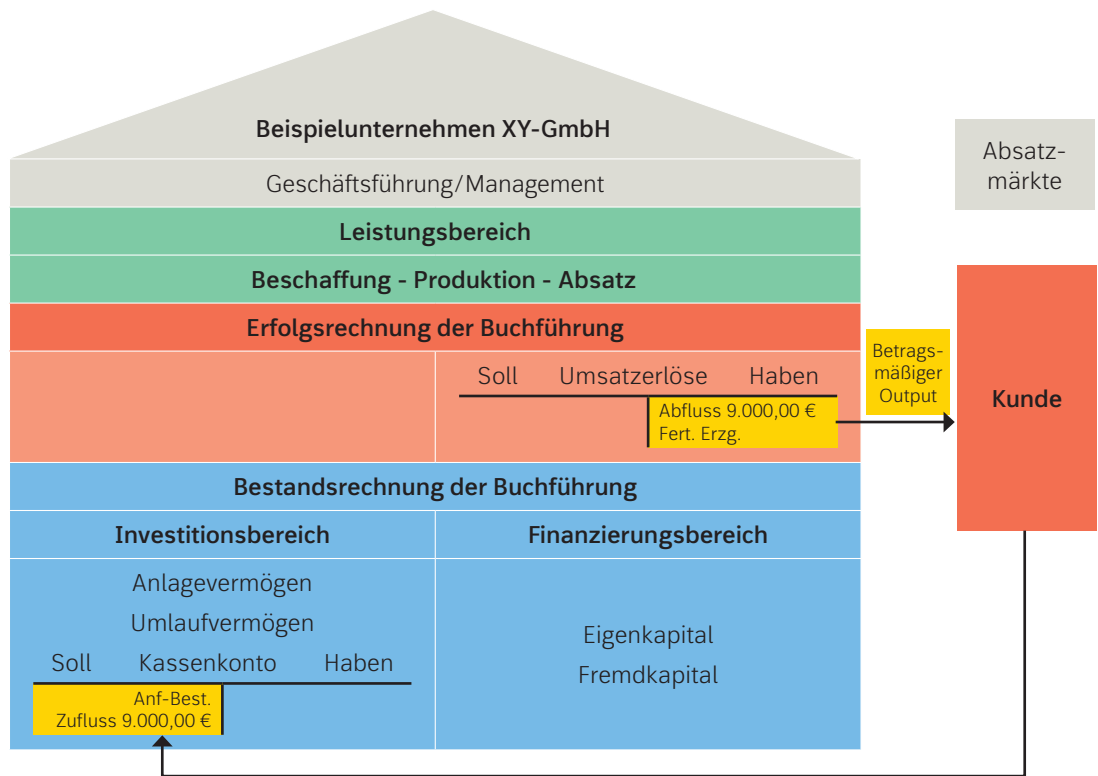 Beispielunternehmen XY-GmbH
Geschäftsführung/Management
Leistungsbereich
Beschaffung - Produktion - Absatz
Erfolgsrechnung der Buchführung
Soll Umsatzerlöse Haben
Abfluss 9.000,00 €
Fert. Erzg.
Betrags-
mäßiger
Output
Absatz-
märkte
Kunde
Bestandsrechnung der Buchführung
Investitionsbereich
Finanzierungsbereich
Anlagevermögen
Umlaufvermögen
Soll Kassenkonto Haben
Anf-Best.
Zufluss 9.000,00 €
Eigenkapital
Fremdkapital